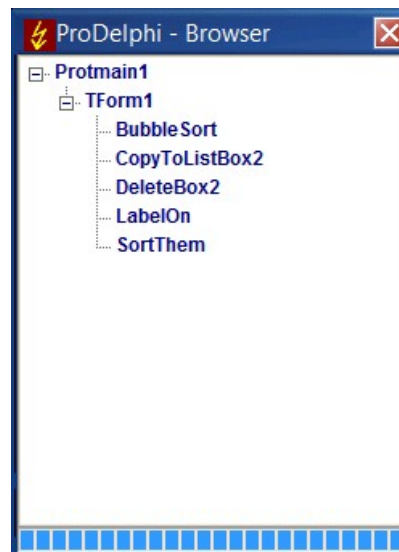 ProDelphi - Browser
Protmain1
TForm1
BubbleSort
CopyToListBox2
DeleteBox2
LabelOn
SortThem